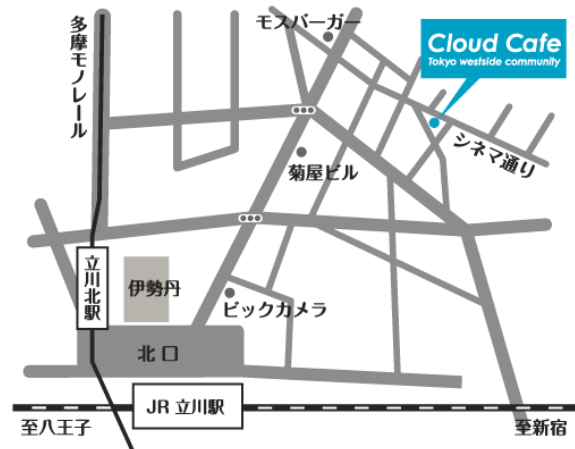 多摩モノレール
モスバーガー
Cloud Cafe
Tokyo westside community
シネマ通り
菊屋ビル
立川北駅
伊勢丹
ビックカメラ
北口
JR 立川駅
至八王子
至新宿